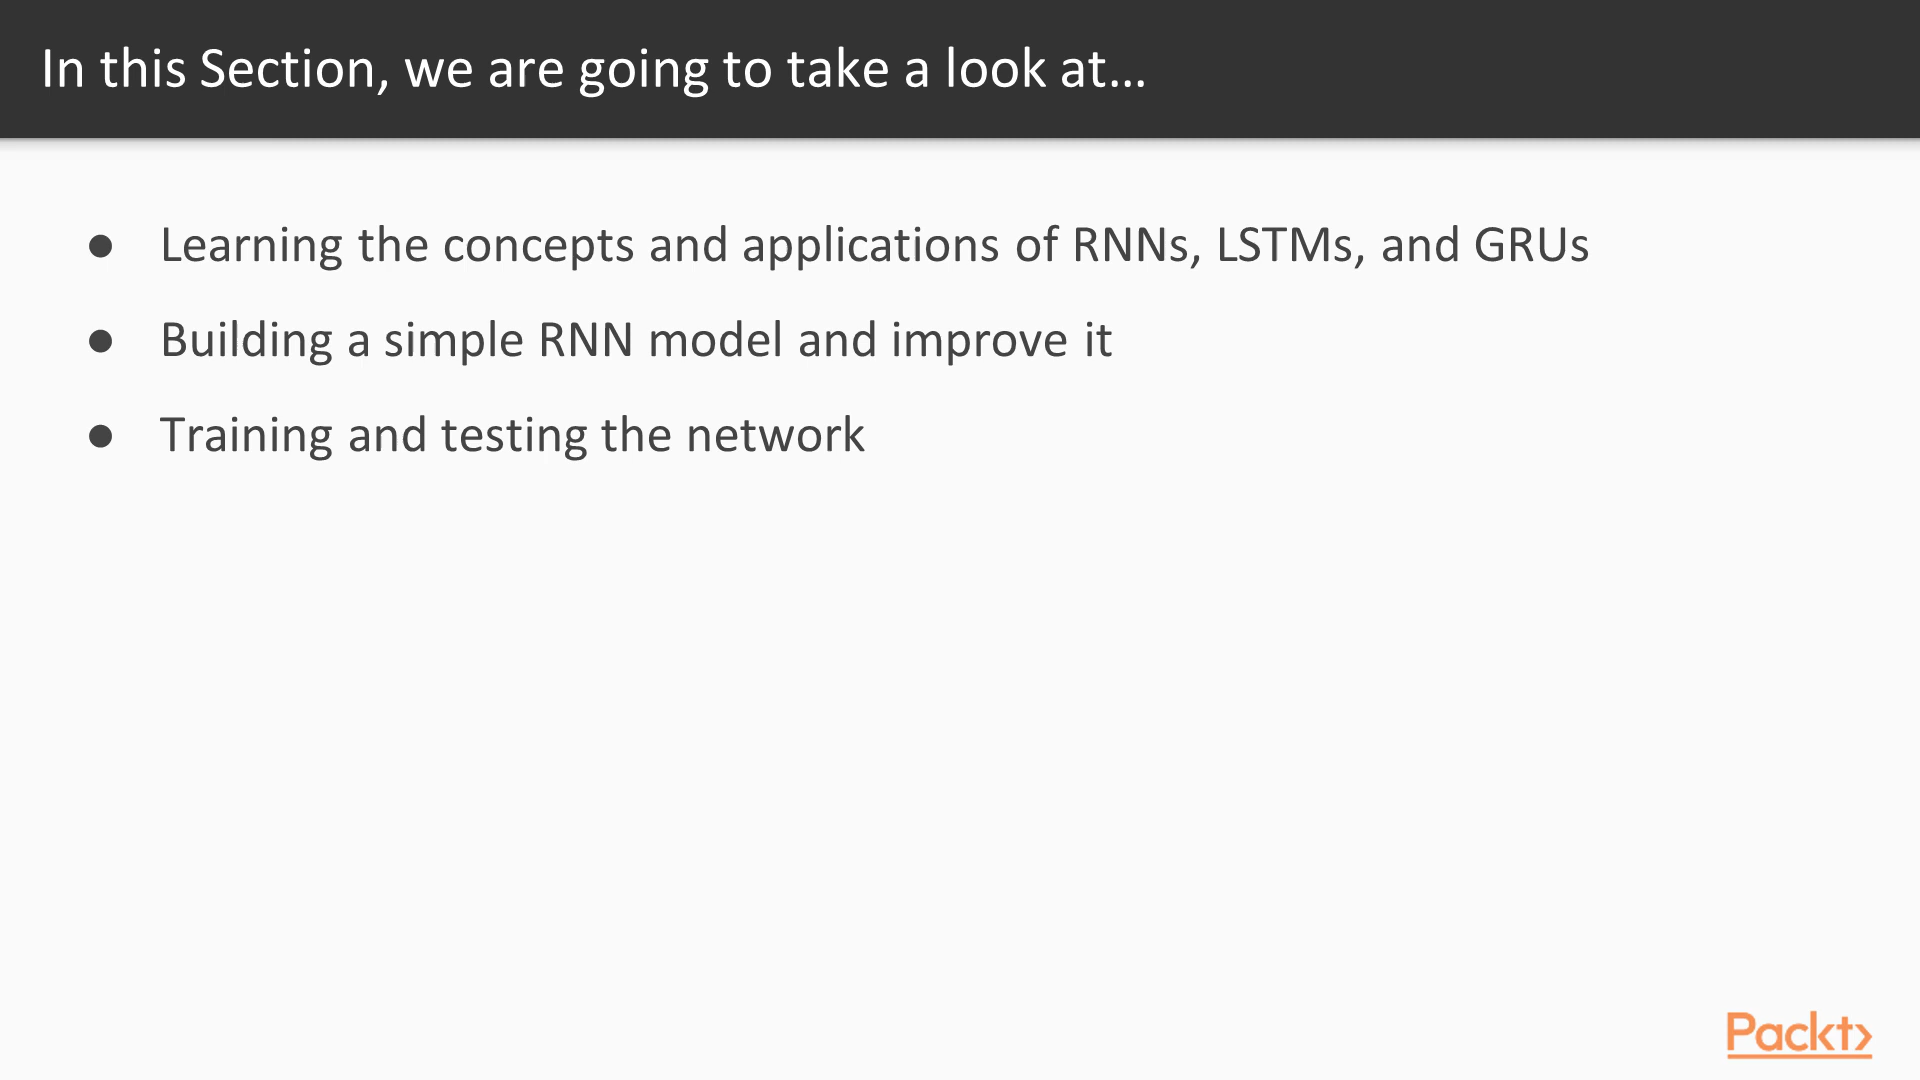 In this Section, we are going to take a look at...
● Learning the concepts and applications of RNNs, LSTMs, and GRUs
● Building a simple RNN model and improve it
● Training and testing the network
Packt>